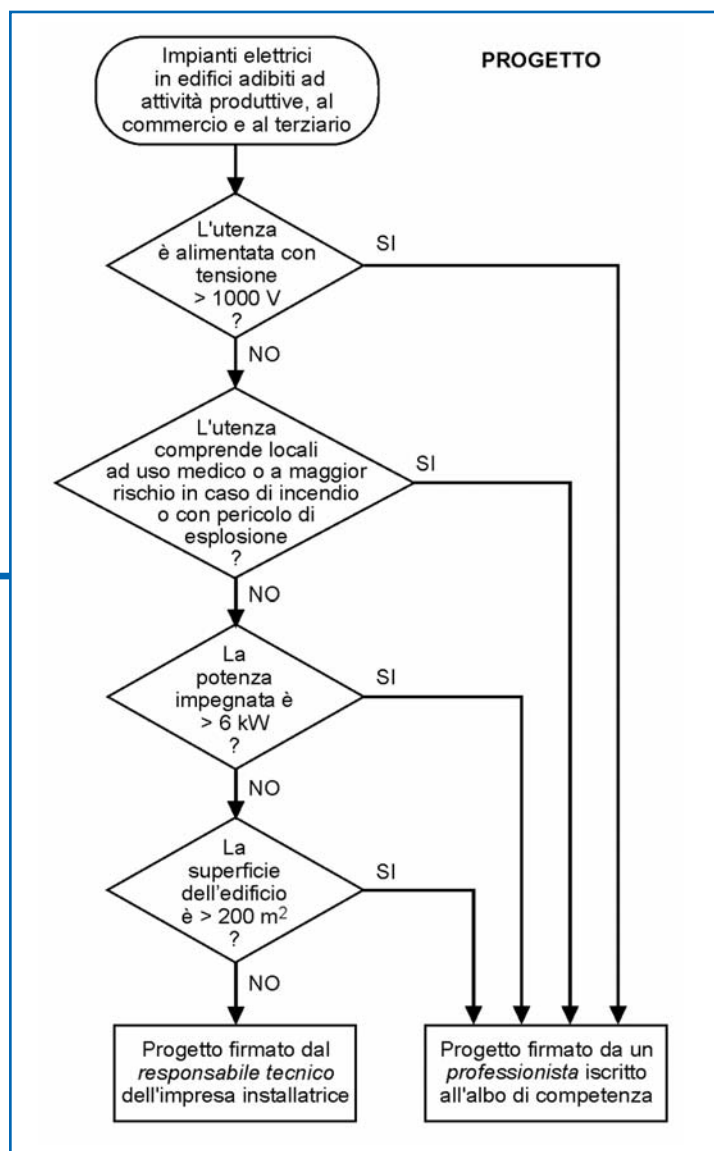 PROGETTO
Impianti elettrici
in edifici adibiti ad
attività produttive, al
commercio e al terziario
L'utenza
è alimentata con
tensione
> 1000 V
?
SI
NO
L'utenza
comprende locali
ad uso medico o a maggior
rischio in caso di incendio
o con pericolo di
esplosione
?
SI
NO
La
potenza
impegnata è
> 6 kW
?
SI
NO
La
superficie
dell'edificio
è > 200 m²
?
SI
NO
Progetto firmato dal
responsabile tecnico
dell'impresa installatrice
Progetto firmato da un
professionista iscritto
all'albo di competenza